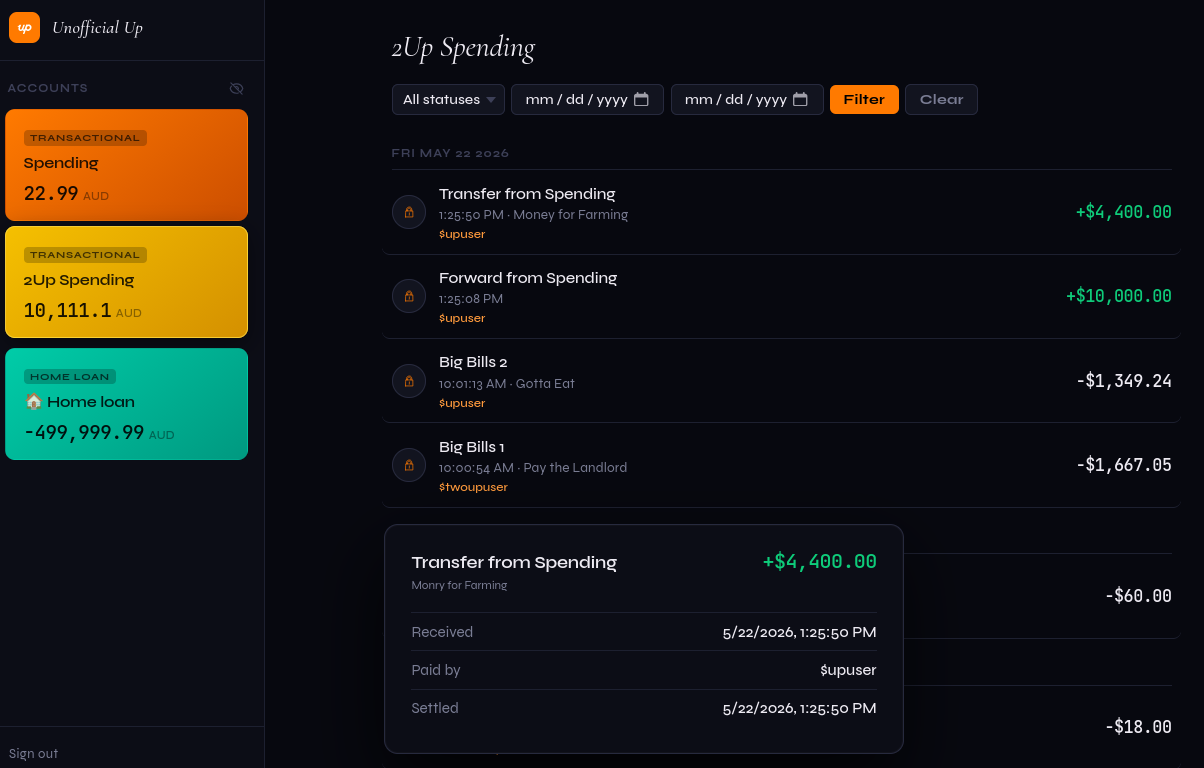 up Unofficial Up
ACCOUNTS
TRANSACTIONAL
Spending
22.99 AUD
TRANSACTIONAL
2Up Spending
10,111.1 AUD
HOME LOAN
🏠 Home loan
-499,999.99 AUD
Sign out
2Up Spending
All statuses mm / dd / yyyy mm / dd / yyyy Filter Clear
FRI MAY 22 2026
Transfer from Spending
1:25:50 PM · Money for Farming
$upuser
+$4,400.00
Forward from Spending
1:25:08 PM
$upuser
+$10,000.00
Big Bills 2
10:01:13 AM · Gotta Eat
$upuser
-$1,349.24
Big Bills 1
10:00:54 AM · Pay the Landlord
$twoupuser
-$1,667.05
-$60.00
-$18.00
Transfer from Spending +$4,400.00
Monry for Farming
Received 5/22/2026, 1:25:50 PM
Paid by $upuser
Settled 5/22/2026, 1:25:50 PM